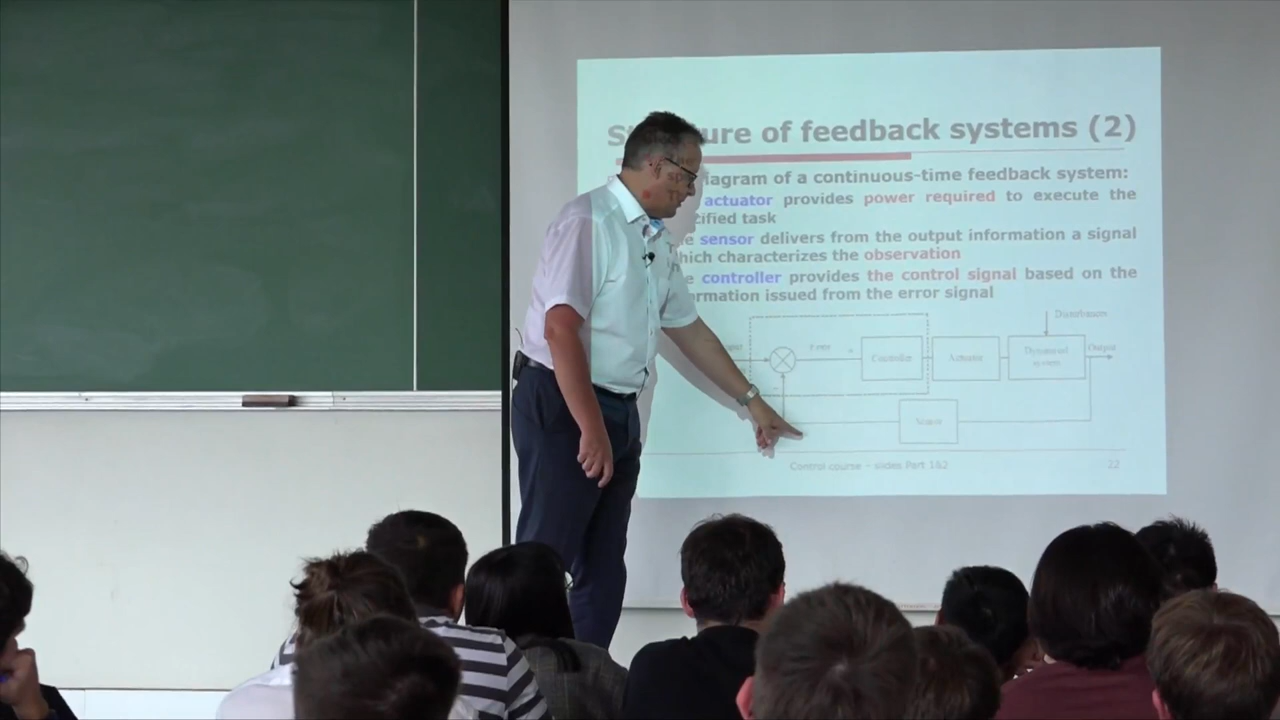 ure of feedback systems (2)
iagram of a continuous-time feedback system:
actuator provides power required to execute the
cified task
e sensor delivers from the output information a signal
hich characterizes the observation
e controller provides the control signal based on the
ormation issued from the error signal
Disturbances
Error
Controller
Actuator
Dynamical
system
Output
Sensor
Control course – slides Part 1&2
22